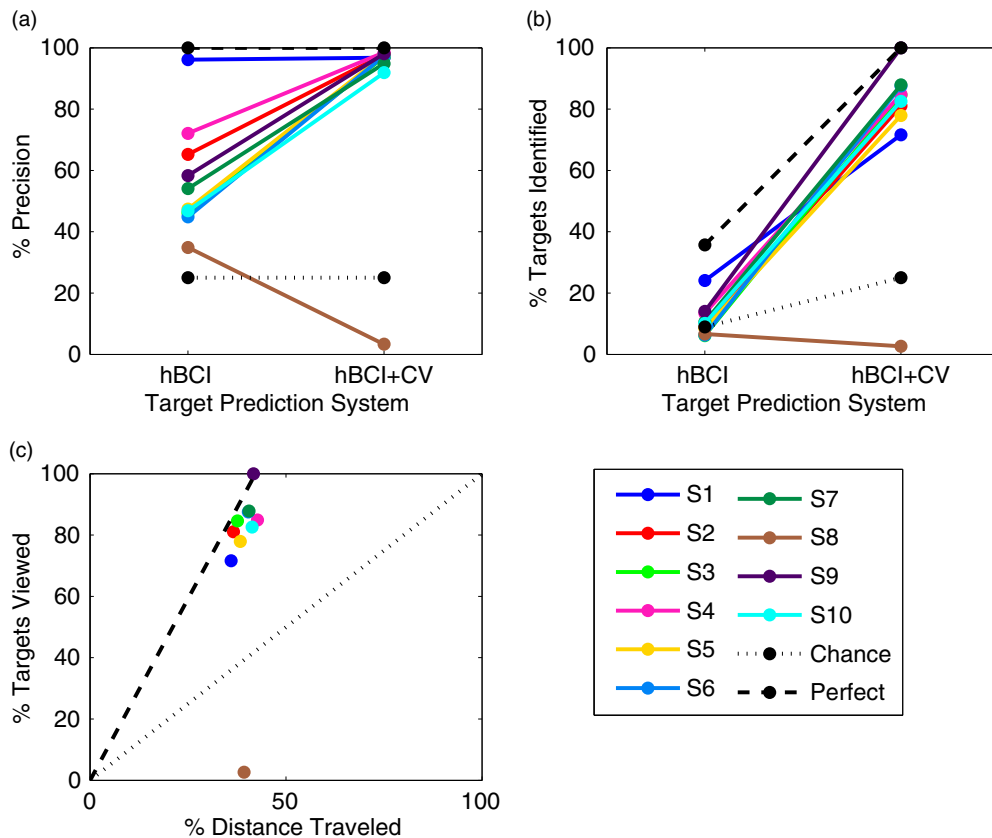 (a)
100
80
60
40
20
0
% Precision
hBCI
hBCI+CV
Target Prediction System
(b)
100
80
60
40
20
0
% Targets Identified
hBCI
hBCI+CV
Target Prediction System
(c)
100
80
60
40
20
0
% Targets Viewed
0
50
100
% Distance Traveled
S1
S2
S3
S4
S5
S6
S7
S8
S9
S10
Chance
Perfect